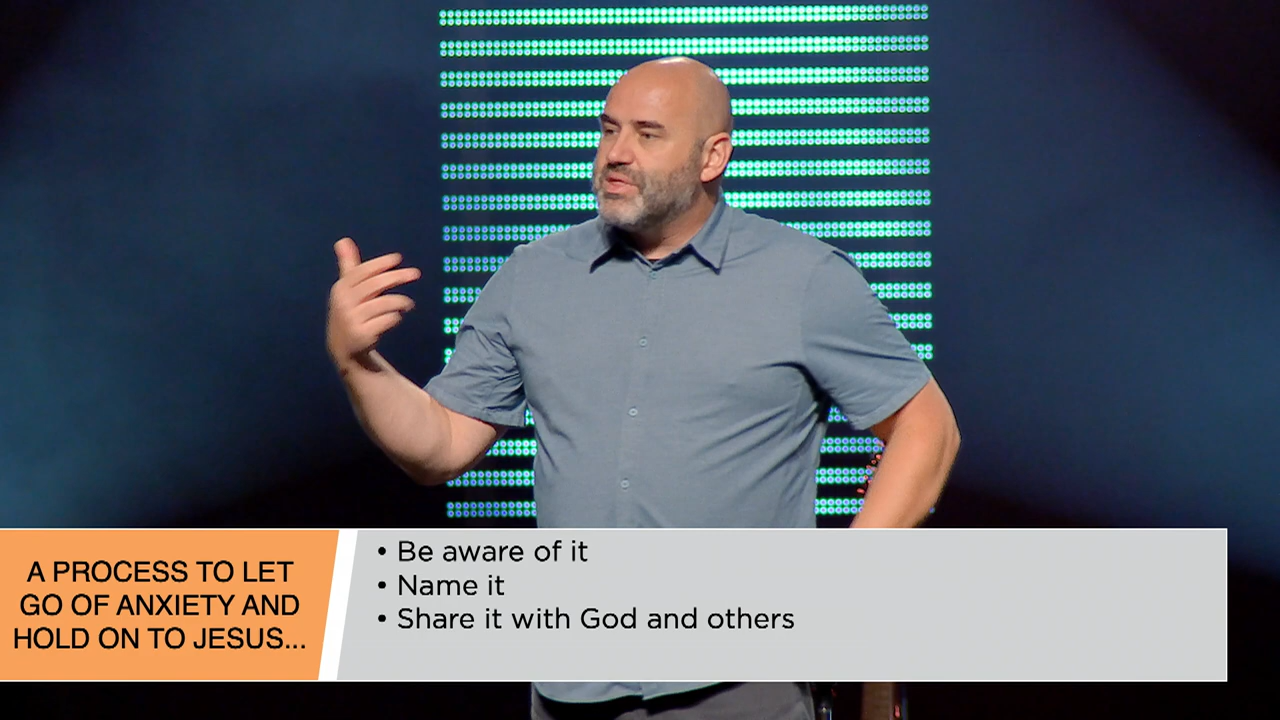 A PROCESS TO LET
GO OF ANXIETY AND
HOLD ON TO JESUS...
• Be aware of it
• Name it
• Share it with God and others